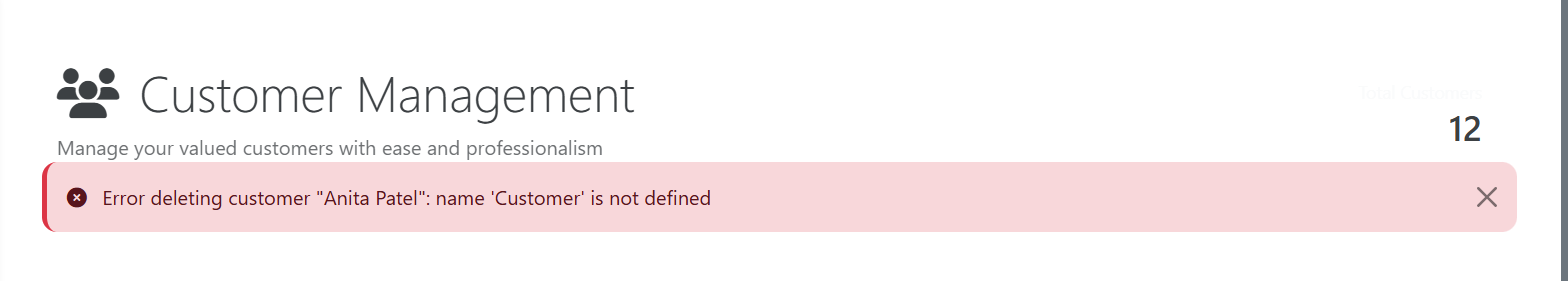 Customer Management
Total Customers
12
Manage your valued customers with ease and professionalism
Error deleting customer "Anita Patel": name 'Customer' is not defined